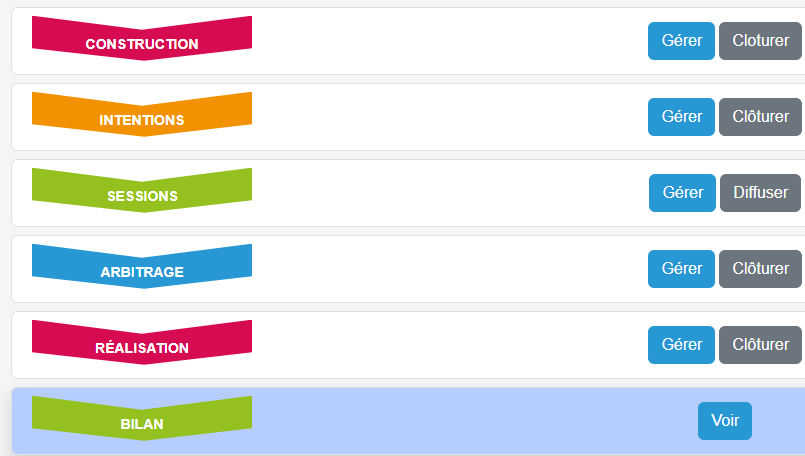 CONSTRUCTION Gérer Cloturer
INTENTIONS Gérer Clôturer
SESSIONS Gérer Diffuser
ARBITRAGE Gérer Clôturer
RÉALISATION Gérer Clôturer
BILAN Voir